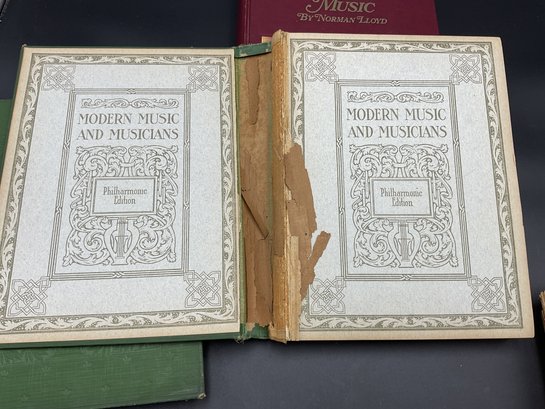 MUSIC
BY NORMAN LLOYD
MODERN MUSIC
AND MUSICIANS
Philharmonic
Edition
MODERN MUSIC
AND MUSICIANS
Philharmonic
Edition